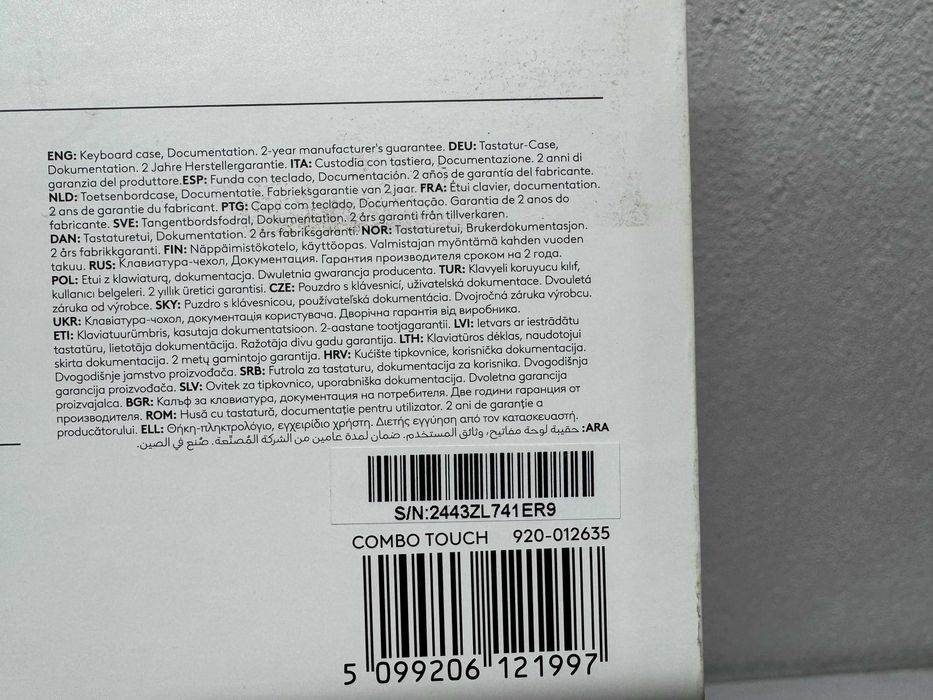 ENG: Keyboard case, Documentation. 2-year manufacturer's guarantee. DEU: Tastatur-Case,
Dokumentation. 2 Jahre Herstellergarantie. ITA: Custodia con tastiera, Documentazione. 2 anni di
garanzia del produttore.ESP: Funda con teclado, Documentación. 2 años de garantía del fabricante.
NLD: Toetsenbordcase, Documentatie. Fabrieksgarantie van 2 jaar. FRA: Étui clavier, documentation.
2 ans de garantie du fabricant. PTG: Capa com teclado, Documentação. Garantia de 2 anos do
fabricante. SVE: Tangentbordsfodral, Dokumentation. 2 års garanti från tillverkaren.
DAN: Tastaturetui, Dokumentation. 2 års fabriksgaranti. NOR: Tastaturetui, Brukerdokumentasjon.
2 års fabrikkgaranti. FIN: Näppäimistökotelo, käyttöopas. Valmistajan myöntämä kahden vuoden
takuu. RUS: Клавиатура-чехол, Документация. Гарантия производителя сроком на 2 года.
POL: Etui z klawiaturą, dokumentacja. Dwuletnia gwarancja producenta. TUR: Klavyeli koruyucu kılıf,
kullanıcı belgeleri. 2 yıllık üretici garantisi. CZE: Pouzdro s klávesnicí, uživatelská dokumentace. Dvouletá
záruka od výrobce. SKY: Puzdro s klávesnicou, používateľská dokumentácia. Dvojročná záruka výrobcu.
UKR: Клавіатура-чохол, документація користувача. Дворічна гарантія від виробника.
ETI: Klaviatuurümbris, kasutaja dokumentatsioon. 2-aastane tootjagarantii. LVI: Ietvars ar iestrādātu
tastatūru, lietotāja dokumentācija. Ražotāja divu gadu garantija. LTH: Klaviatūros dėklas, naudotojui
skirta dokumentacija. 2 metų gamintojo garantija. HRV: Kućište tipkovnice, korisnička dokumentacija.
Dvogodišnje jamstvo proizvođača. SRB: Futrola za tastaturu, dokumentacija za korisnika. Dvogodišnja
garancija proizvođača. SLV: Ovitek za tipkovnico, uporabniška dokumentacija. Dvoletna garancija
proizvajalca. BGR: Калъф за клавиатура, документация на потребителя. Две години гаранция от
производителя. ROM: Husă cu tastatură, documentație pentru utilizator. 2 ani de garanție a
producătorului. ELL: Θήκη-πληκτρολόγιο, εγχειρίδιο χρήστη. Διετής εγγύηση από τον κατασκευαστή.
ARA: حقيبة لوحة مفاتيح، وثائق المستخدم. ضمان لمدة عامين من الشركة المُصنّعة. صُنع في الصين.
S/N:2443ZL741ER9
COMBO TOUCH 920-012635
5 099206 121997